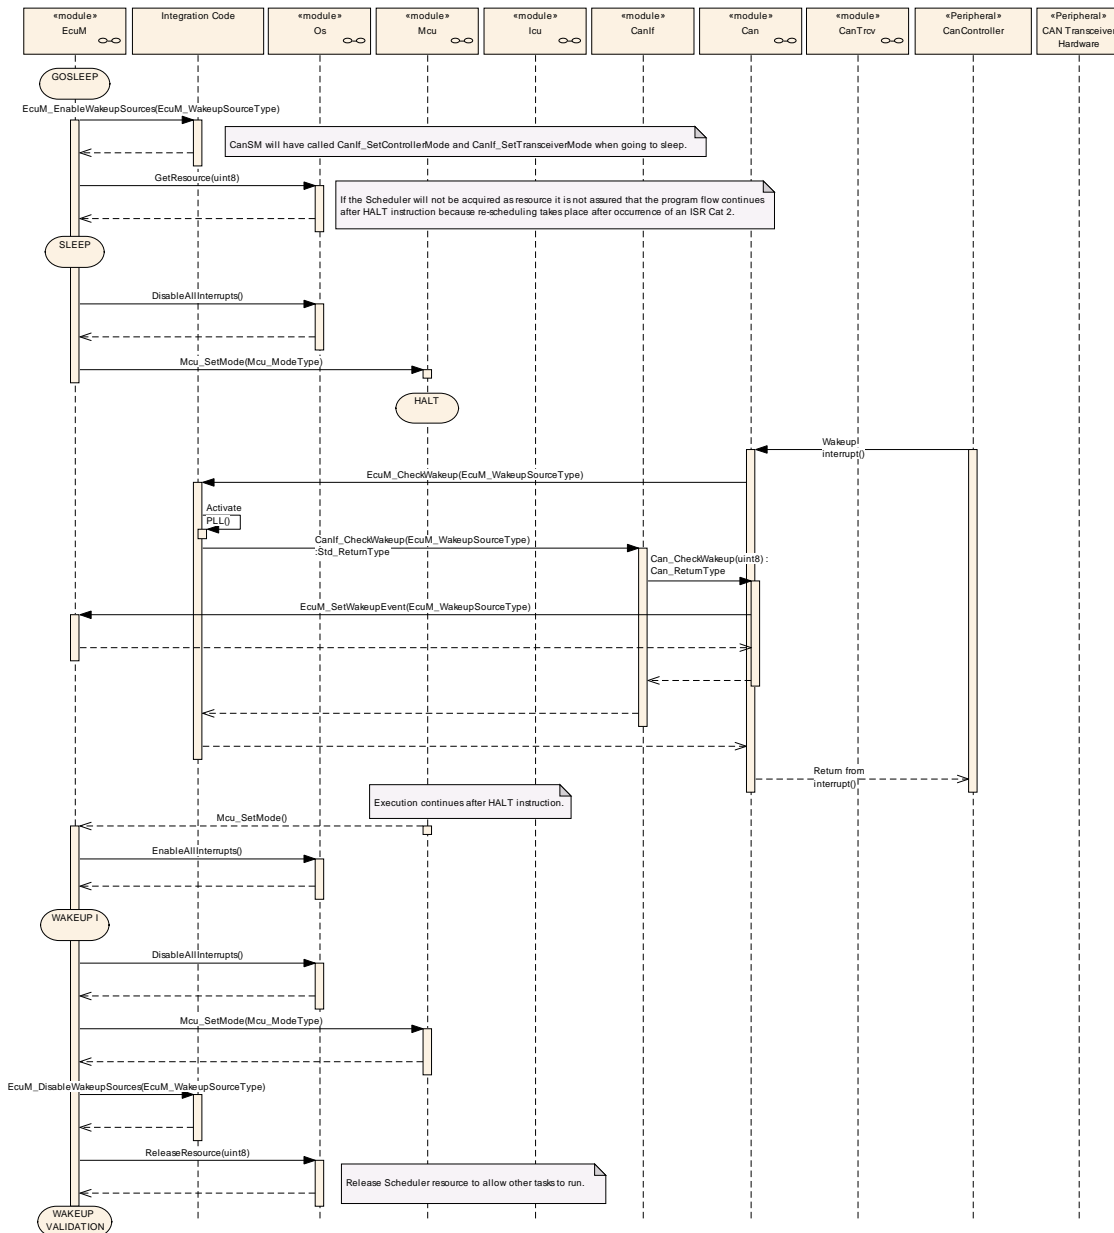 «module»
EcuM
Integration Code
«module»
Os
«module»
Mcu
«module»
Icu
«module»
CanIf
«module»
Can
«module»
CanTrcv
«Peripheral»
CanController
«Peripheral»
CAN Transceiver
Hardware
GOSLEEP
EcuM_EnableWakeupSources(EcuM_WakeupSourceType)
CanSM will have called CanIf_SetControllerMode and CanIf_SetTransceiverMode when going to sleep.
GetResource(uint8)
If the Scheduler will not be acquired as resource it is not assured that the program flow continues
after HALT instruction because re-scheduling takes place after occurrence of an ISR Cat 2.
SLEEP
DisableAllInterrupts()
Mcu_SetMode(Mcu_ModeType)
HALT
Wakeup
interrupt()
EcuM_CheckWakeup(EcuM_WakeupSourceType)
Activate
PLL()
CanIf_CheckWakeup(EcuM_WakeupSourceType)
:Std_ReturnType
Can_CheckWakeup(uint8) :
Can_ReturnType
EcuM_SetWakeupEvent(EcuM_WakeupSourceType)
Return from
interrupt()
Execution continues after HALT instruction.
Mcu_SetMode()
EnableAllInterrupts()
WAKEUP I
DisableAllInterrupts()
Mcu_SetMode(Mcu_ModeType)
EcuM_DisableWakeupSources(EcuM_WakeupSourceType)
ReleaseResource(uint8)
Release Scheduler resource to allow other tasks to run.
WAKEUP
VALIDATION